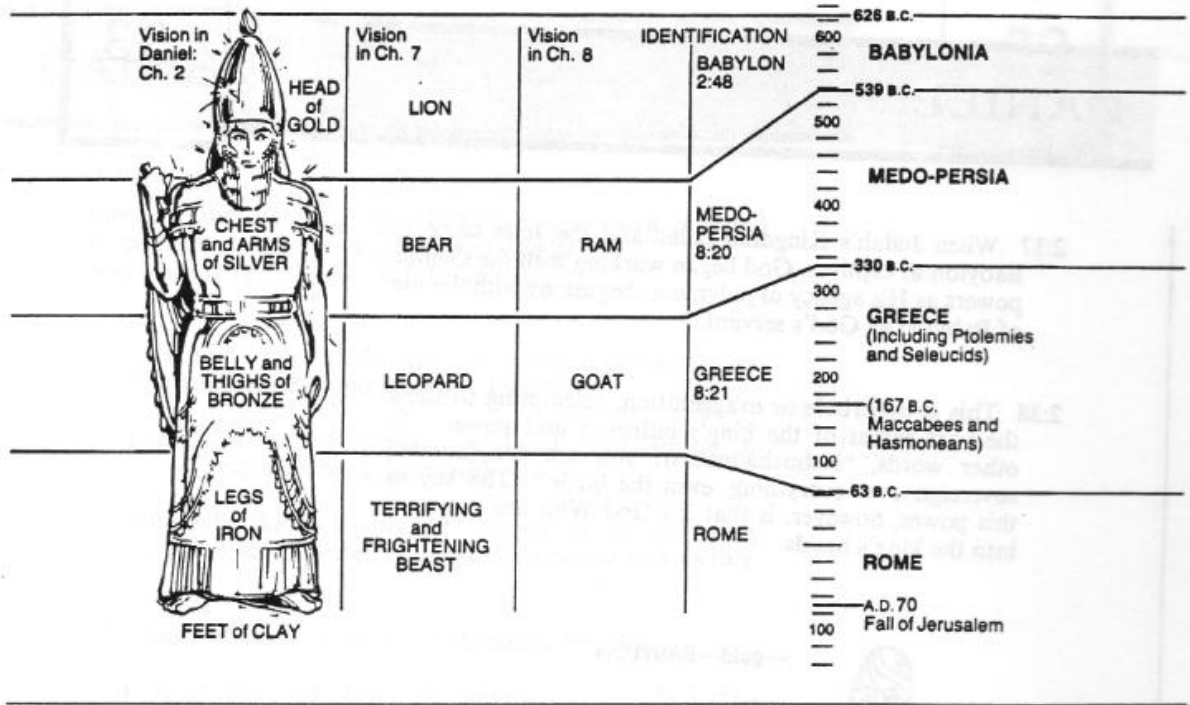 Vision in
Daniel:
Ch. 2
HEAD
of
GOLD
CHEST
and ARMS
of SILVER
BELLY and
THIGHS of
BRONZE
LEGS
of
IRON
FEET of CLAY
Vision
in Ch. 7
LION
BEAR
LEOPARD
TERRIFYING
and
FRIGHTENING
BEAST
Vision
in Ch. 8
RAM
GOAT
IDENTIFICATION
BABYLON
2:48
MEDO-
PERSIA
8:20
GREECE
8:21
ROME
626 B.C.
600
BABYLONIA
539 B.C.
500
MEDO-PERSIA
400
330 B.C.
300
GREECE
(Including Ptolemies
and Seleucids)
200
(167 B.C.
Maccabees and
Hasmoneans)
100
63 B.C.
ROME
A.D. 70
Fall of Jerusalem
100